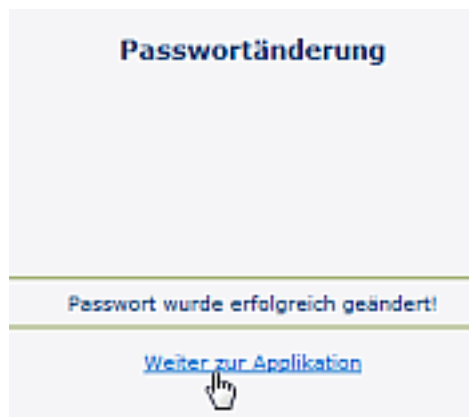 Passwortänderung
Passwort wurde erfolgreich geändert!
Weiter zur Applikation